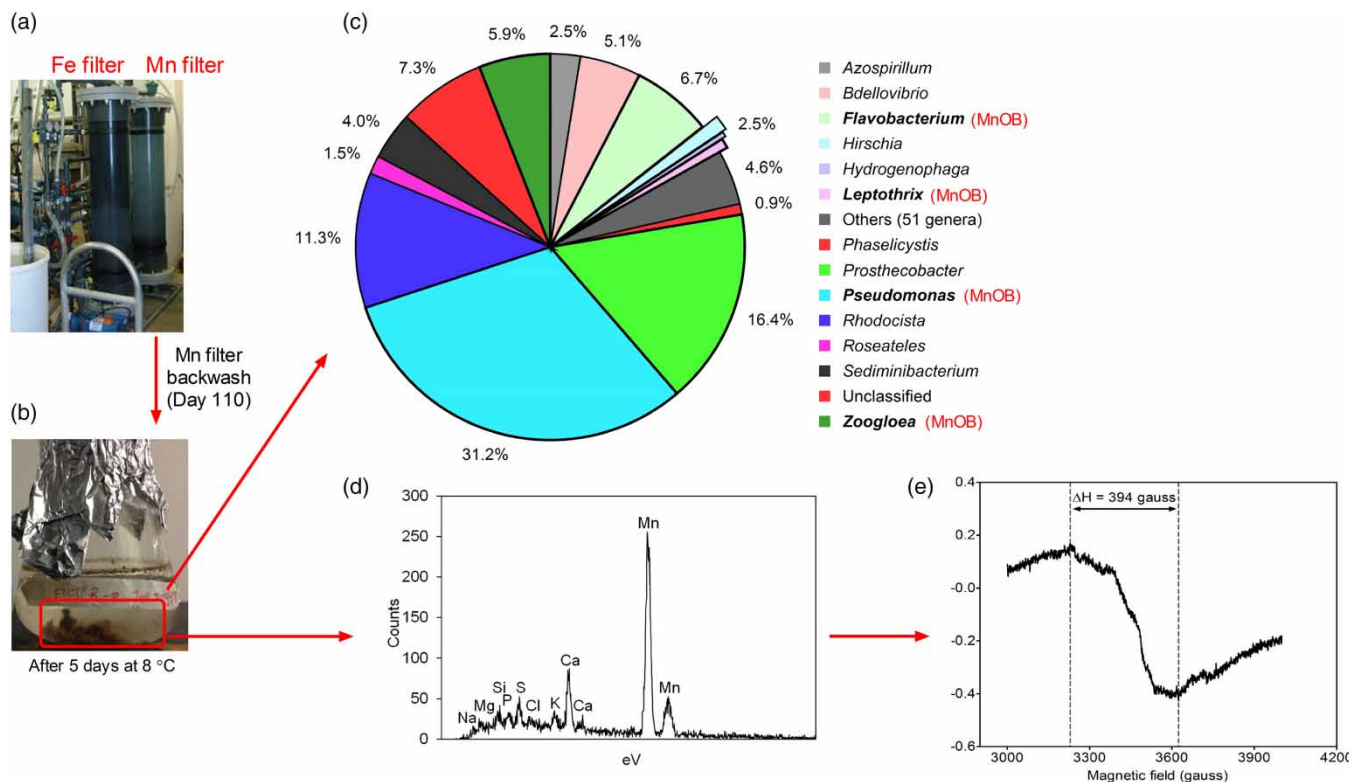 (a)
Fe filter Mn filter
Mn filter
backwash
(Day 110)
(b)
After 5 days at 8 °C
(c)
2.5%
5.1%
6.7%
2.5%
4.6%
0.9%
16.4%
31.2%
11.3%
1.5%
4.0%
7.3%
5.9%
Azospirillum
Bdellovibrio
Flavobacterium (MnOB)
Hirschia
Hydrogenophaga
Leptothrix (MnOB)
Others (51 genera)
Phaselicystis
Prosthecobacter
Pseudomonas (MnOB)
Rhodocista
Roseateles
Sediminibacterium
Unclassified
Zoogloea (MnOB)
(d)
300
250
200
150
100
50
0
Counts
Na
Mg
Si
P
S
Cl
K
Ca
Ca
Mn
Mn
eV
(e)
0.4
0.2
-0.0
-0.2
-0.4
-0.6
ΔH = 394 gauss
3000 3300 3600 3900 4200
Magnetic field (gauss)